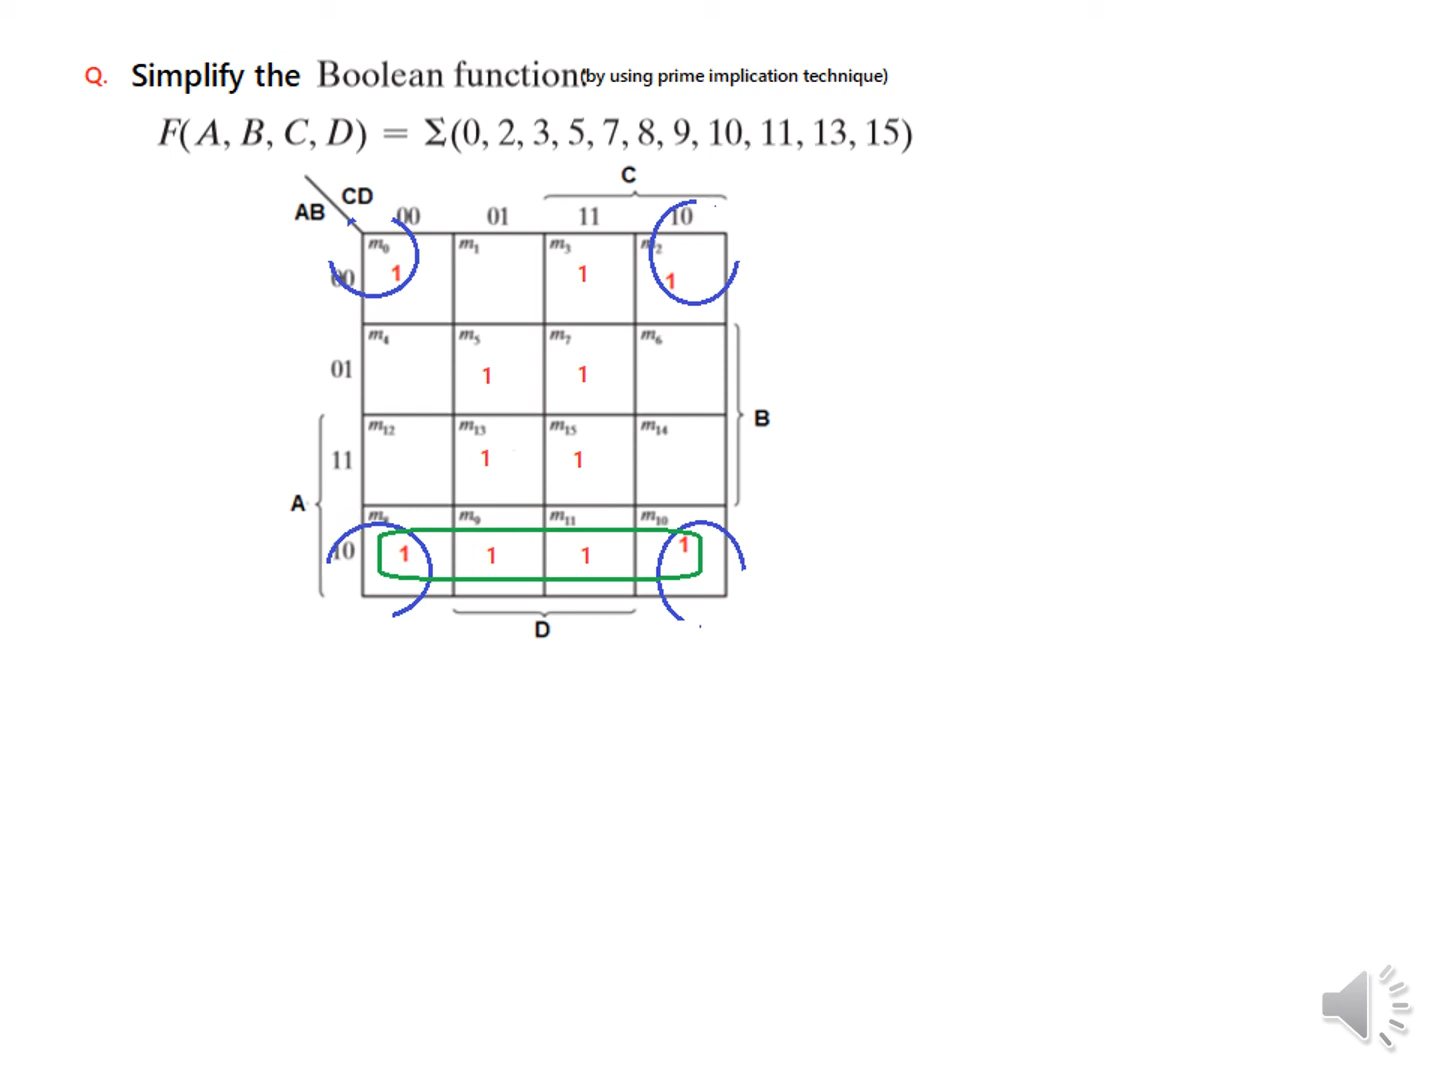 Q. Simplify the Boolean function:(by using prime implication technique)
F(A, B, C, D) = Σ(0, 2, 3, 5, 7, 8, 9, 10, 11, 13, 15)
C
CD
AB 00 01 11 10
m0 m1 m3 m2
00 1 1 1
m4 m5 m7 m6
01 1 1
B
m12 m13 m15 m14
11 1 1
A
m8 m9 m11 m10
10 1 1 1 1
D